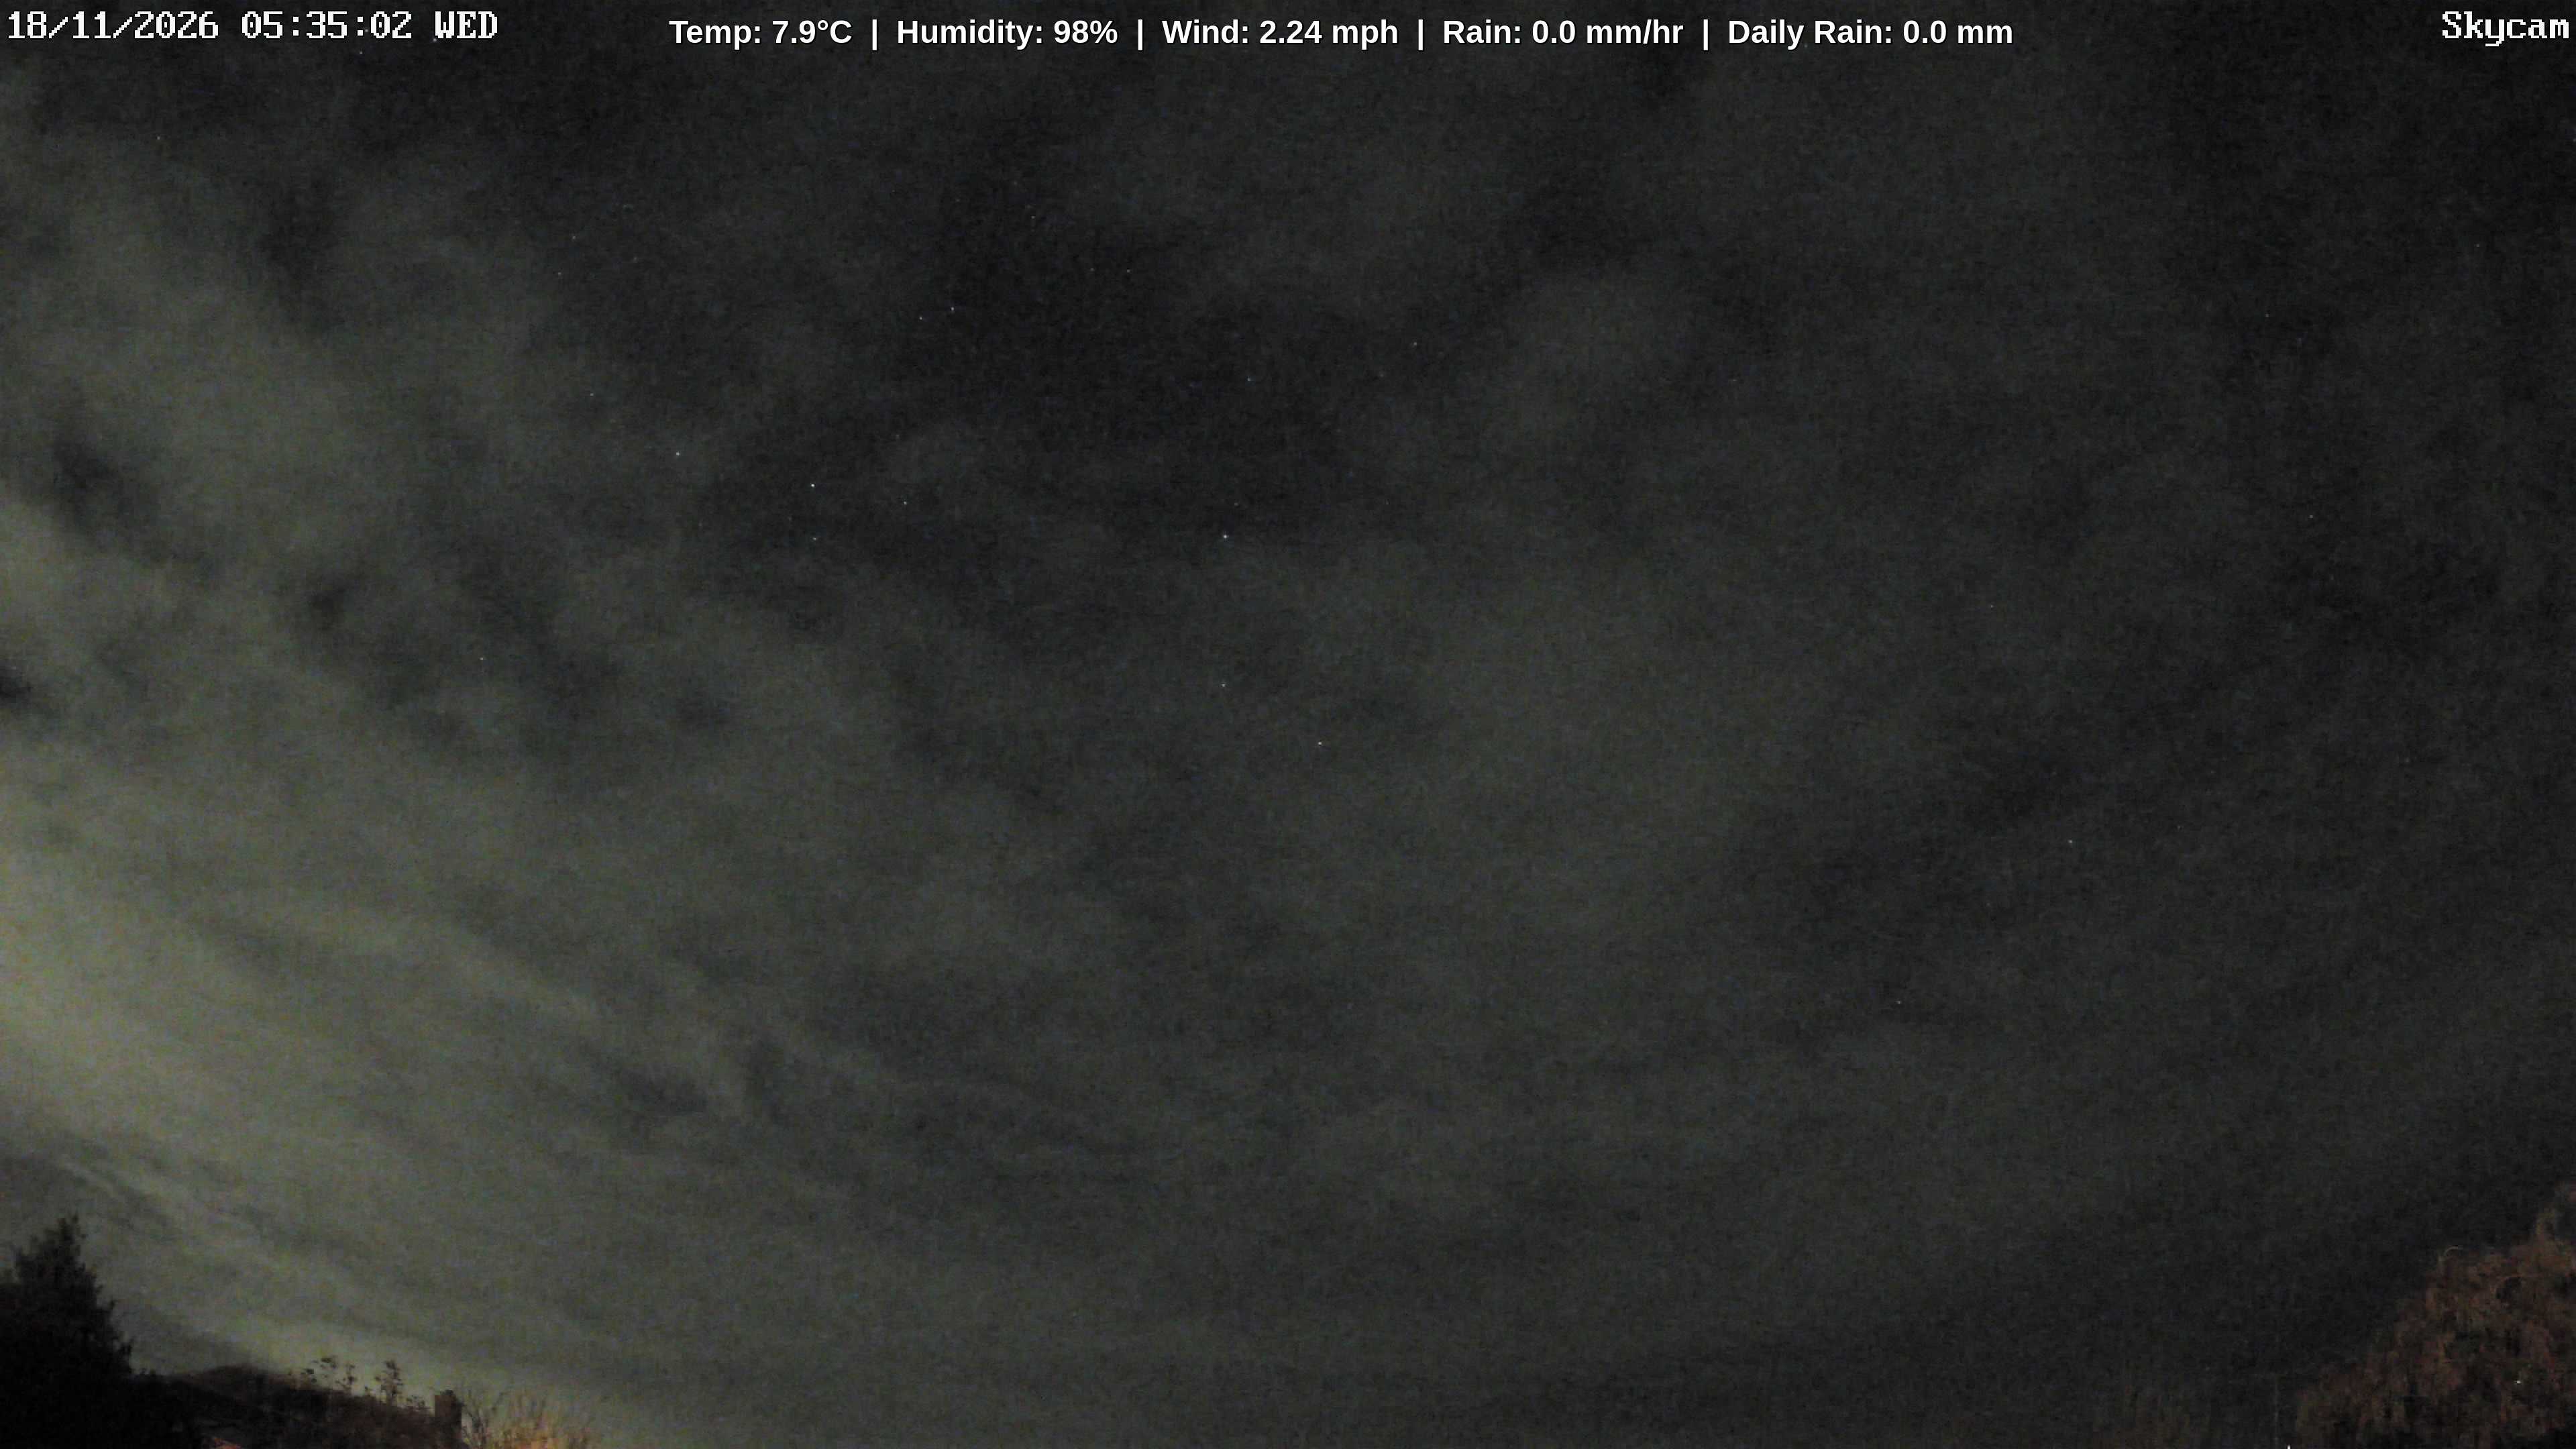 18/11/2026 05:35:02 WED
Temp: 7.9°C | Humidity: 98% | Wind: 2.24 mph | Rain: 0.0 mm/hr | Daily Rain: 0.0 mm
Skycam